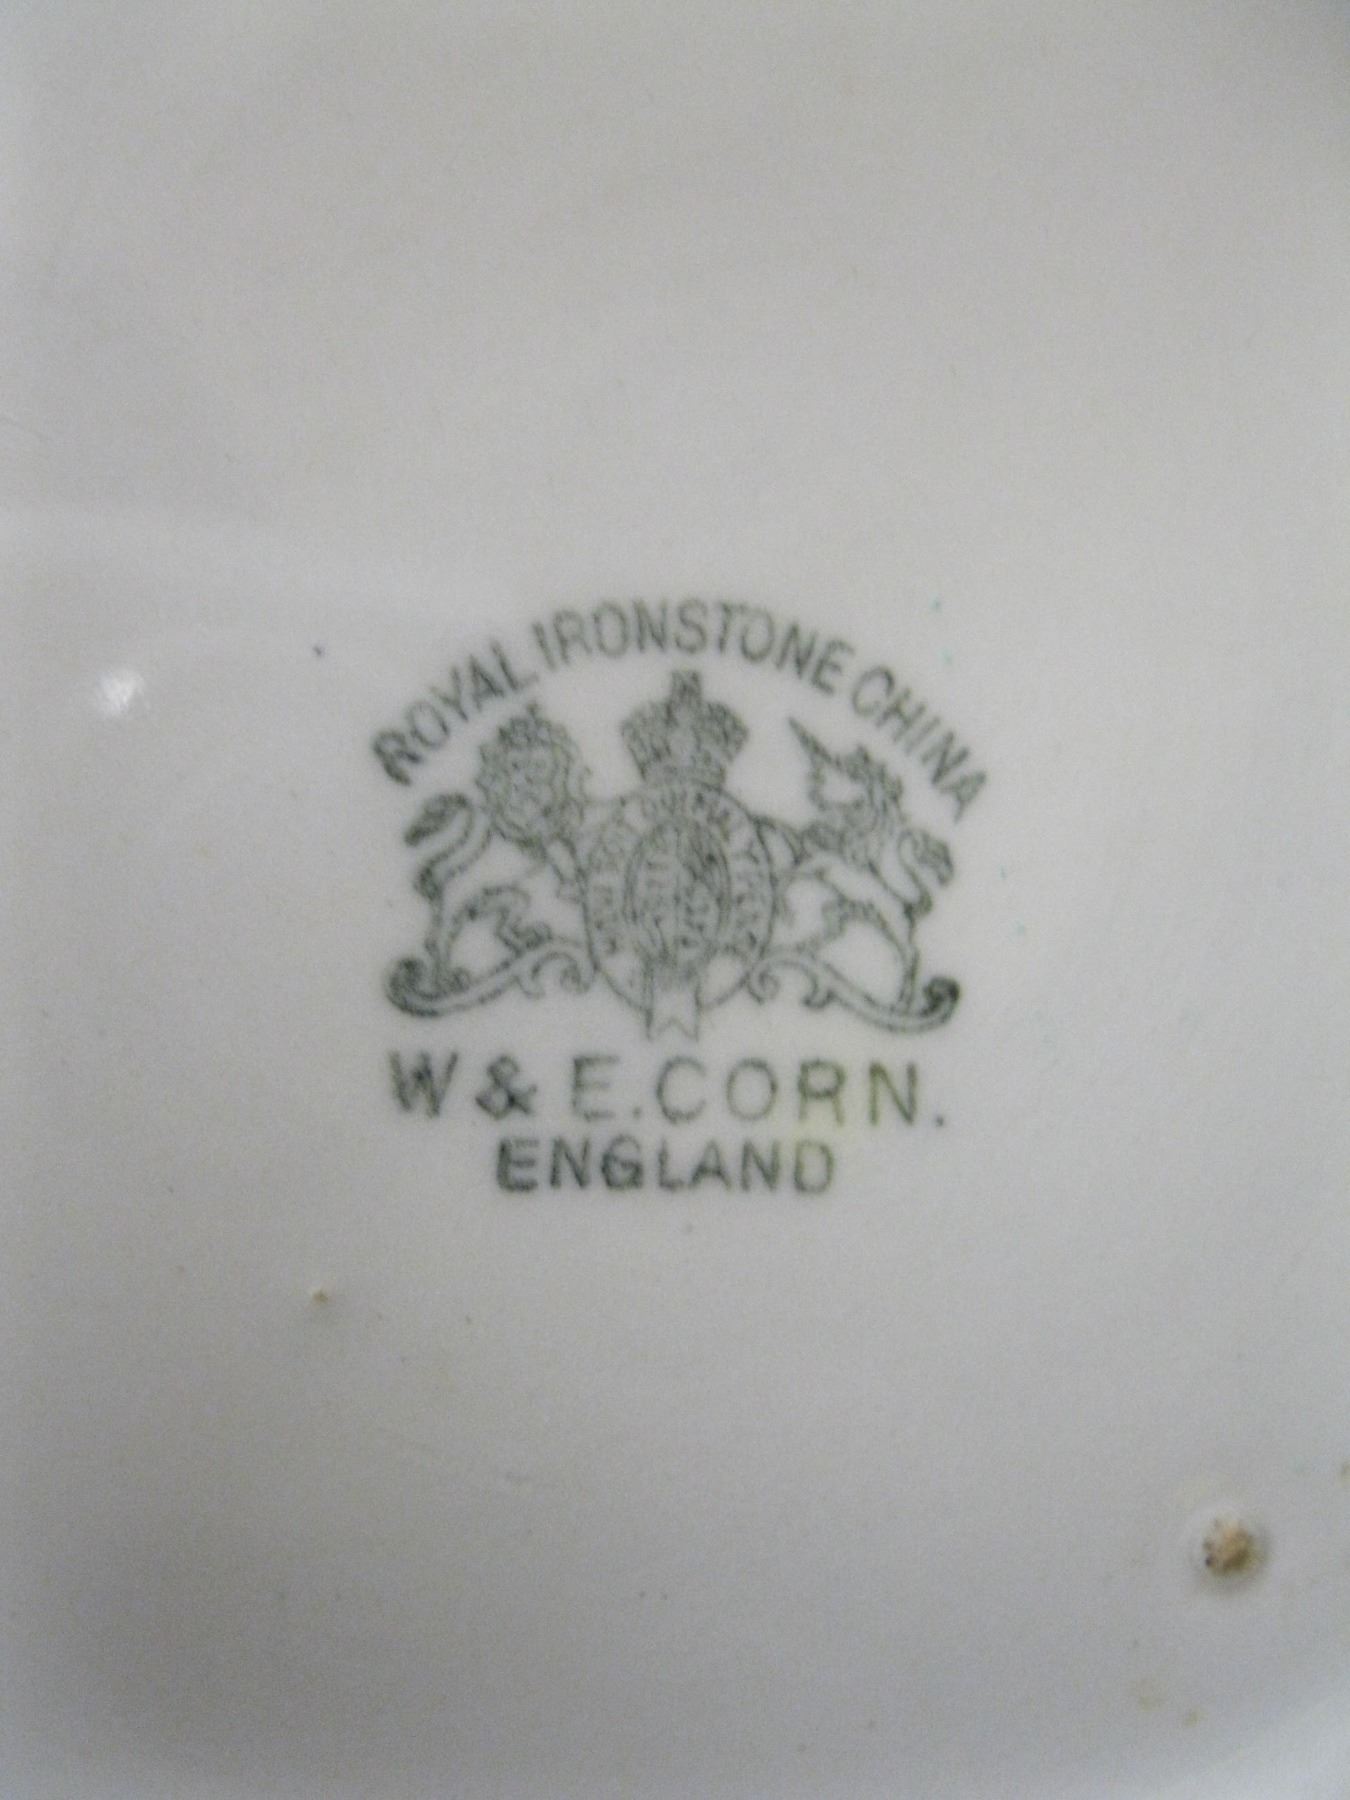 ROYAL IRONSTONE CHINA
W & E. CORN.
ENGLAND